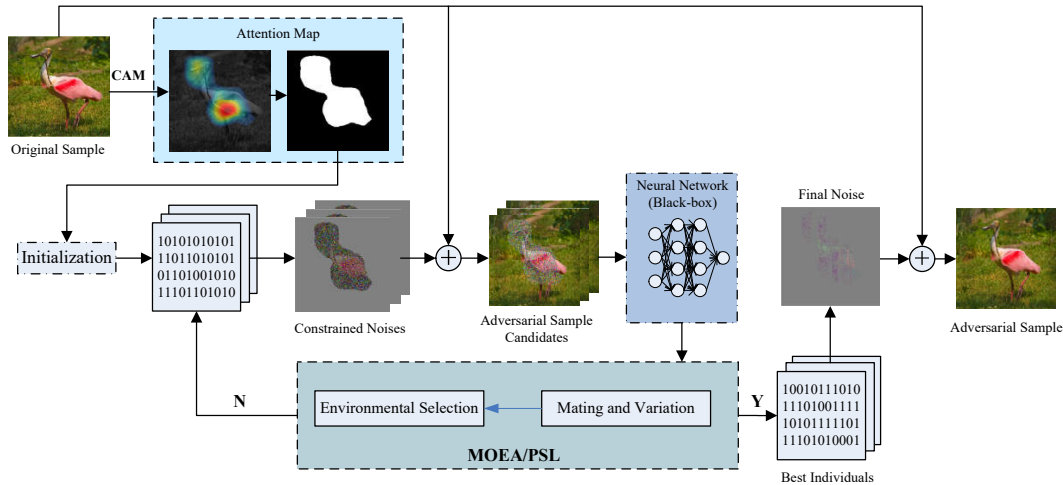 Attention Map
CAM
Original Sample
Initialization
10101010101
11011010101
01101001010
11101101010
Constrained Noises
Adversarial Sample
Candidates
Neural Network
(Black-box)
Final Noise
Adversarial Sample
N
Environmental Selection
Mating and Variation
MOEA/PSL
Y
10010111010
11101001111
10101111101
11101010001
Best Individuals